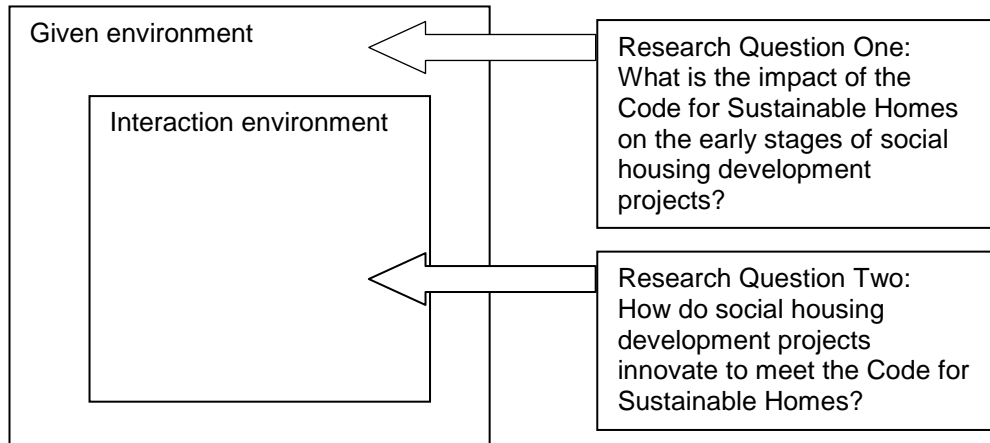 Given environment
Interaction environment
Research Question One:
What is the impact of the
Code for Sustainable Homes
on the early stages of social
housing development
projects?
Research Question Two:
How do social housing
development projects
innovate to meet the Code for
Sustainable Homes?